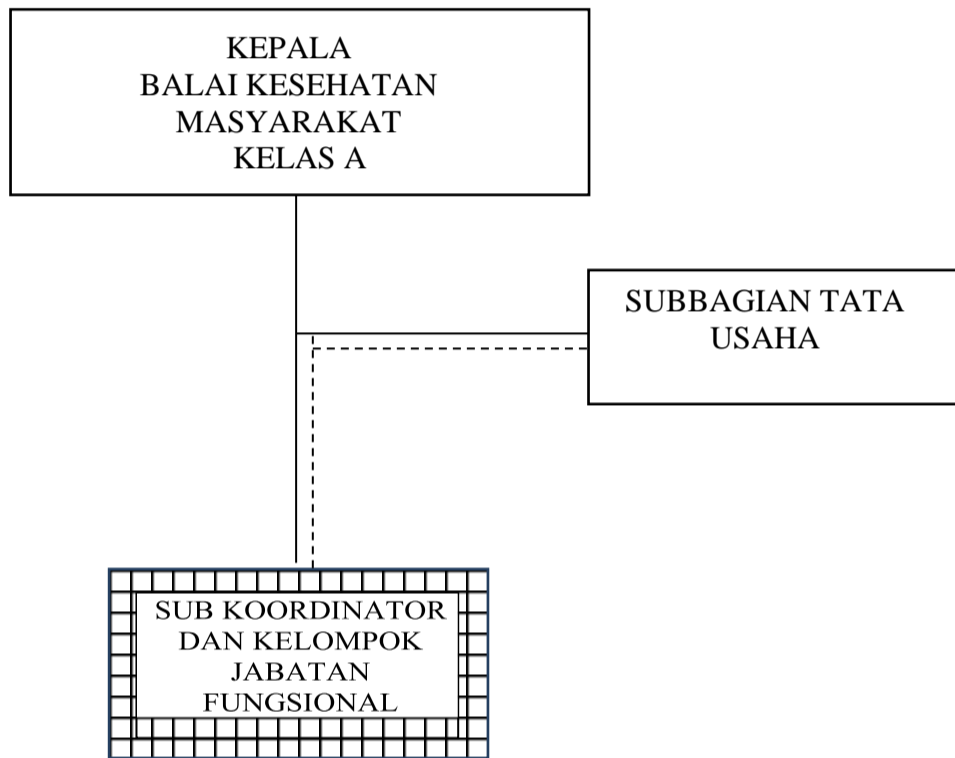 KEPALA
BALAI KESEHATAN
MASYARAKAT
KELAS A
SUBBAGIAN TATA
USAHA
SUB KOORDINATOR
DAN KELOMPOK
JABATAN
FUNGSIONAL